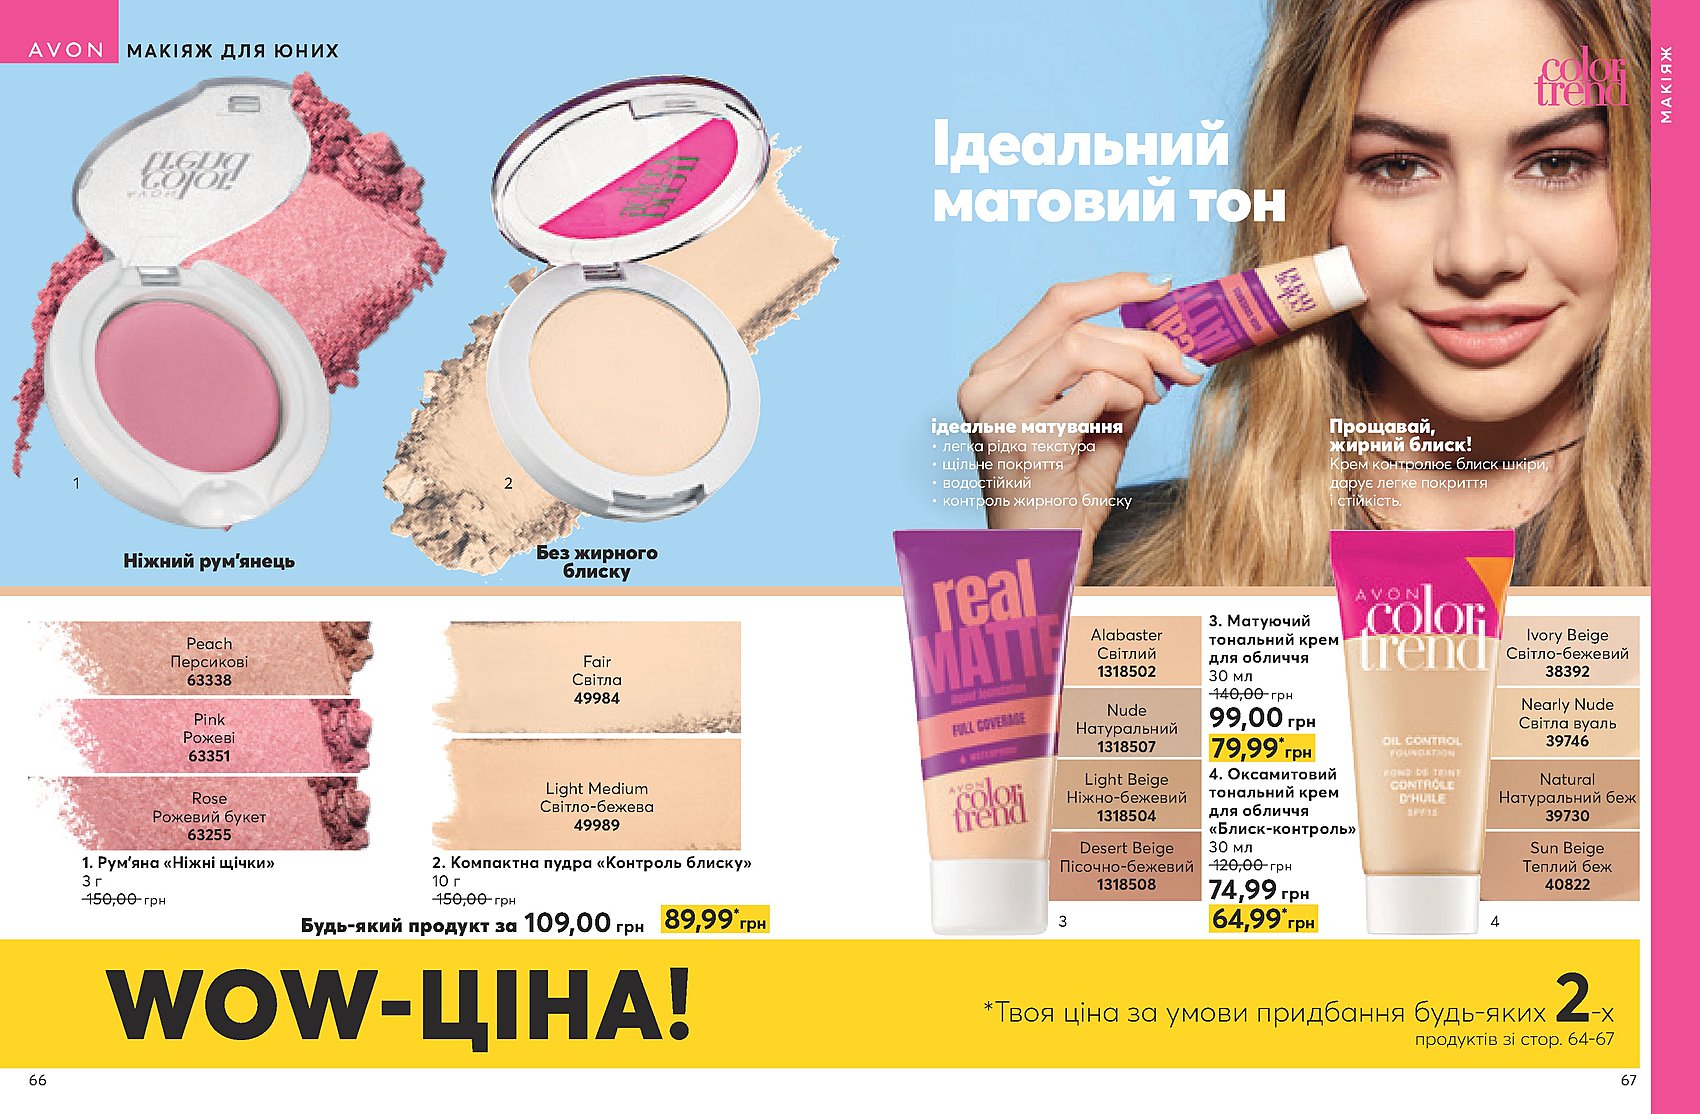 AVON
МАКІЯЖ ДЛЯ ЮНИХ
trend
color
AVON
1
2
Ніжний рум'янець
Без жирного
блиску
Peach
Персикові
63338
Pink
Рожеві
63351
Rose
Рожевий букет
63255
Fair
Світла
49984
Light Medium
Світло-бежева
49989
1. Рум'яна «Ніжні щічки»
3 г
150,00 грн
2. Компактна пудра «Контроль блиску»
10 г
150,00 грн
Будь-який продукт за 109,00 грн 89,99* грн
color
trend
МАКІЯЖ
Ідеальний
матовий тон
ідеальне матування
• легка рідка текстура
• щільне покриття
• водостійкий
• контроль жирного блиску
Прощавай,
жирний блиск!
Крем контролює блиск шкіри,
дарує легке покриття
і стійкість.
real
MATTE
FULL COVERAGE
AVON
color
trend
3
Alabaster
Світлий
1318502
Nude
Натуральний
1318507
Light Beige
Ніжно-бежевий
1318504
Desert Beige
Пісочно-бежевий
1318508
3. Матуючий
тональний крем
для обличчя
30 мл
140,00 грн
99,00 грн
79,99* грн
4. Оксамитовий
тональний крем
для обличчя
«Блиск-контроль»
30 мл
120,00 грн
74,99 грн
64,99* грн
AVON
color
trend
OIL CONTROL
FOUNDATION
FOND DE TEINT
CONTRÔLE
D'HUILE
SPF15
4
Ivory Beige
Світло-бежевий
38392
Nearly Nude
Світла вуаль
39746
Natural
Натуральний беж
39730
Sun Beige
Теплий беж
40822
WOW-ЦІНА!
*Твоя ціна за умови придбання будь-яких 2-х
продуктів зі стор. 64-67
66
67